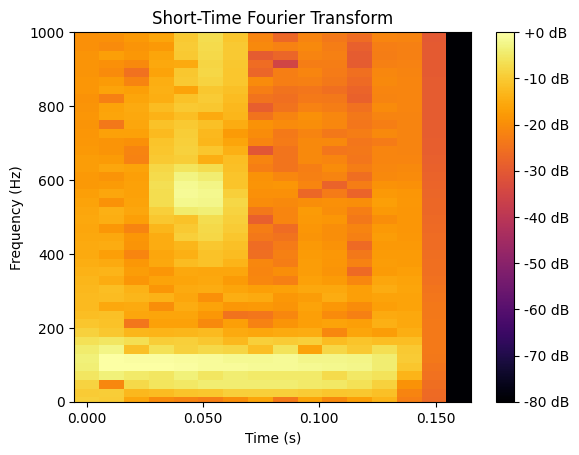 Short-Time Fourier Transform
Frequency (Hz)
1000
800
600
400
200
0
0.000
0.050
0.100
0.150
Time (s)
+0 dB
-10 dB
-20 dB
-30 dB
-40 dB
-50 dB
-60 dB
-70 dB
-80 dB